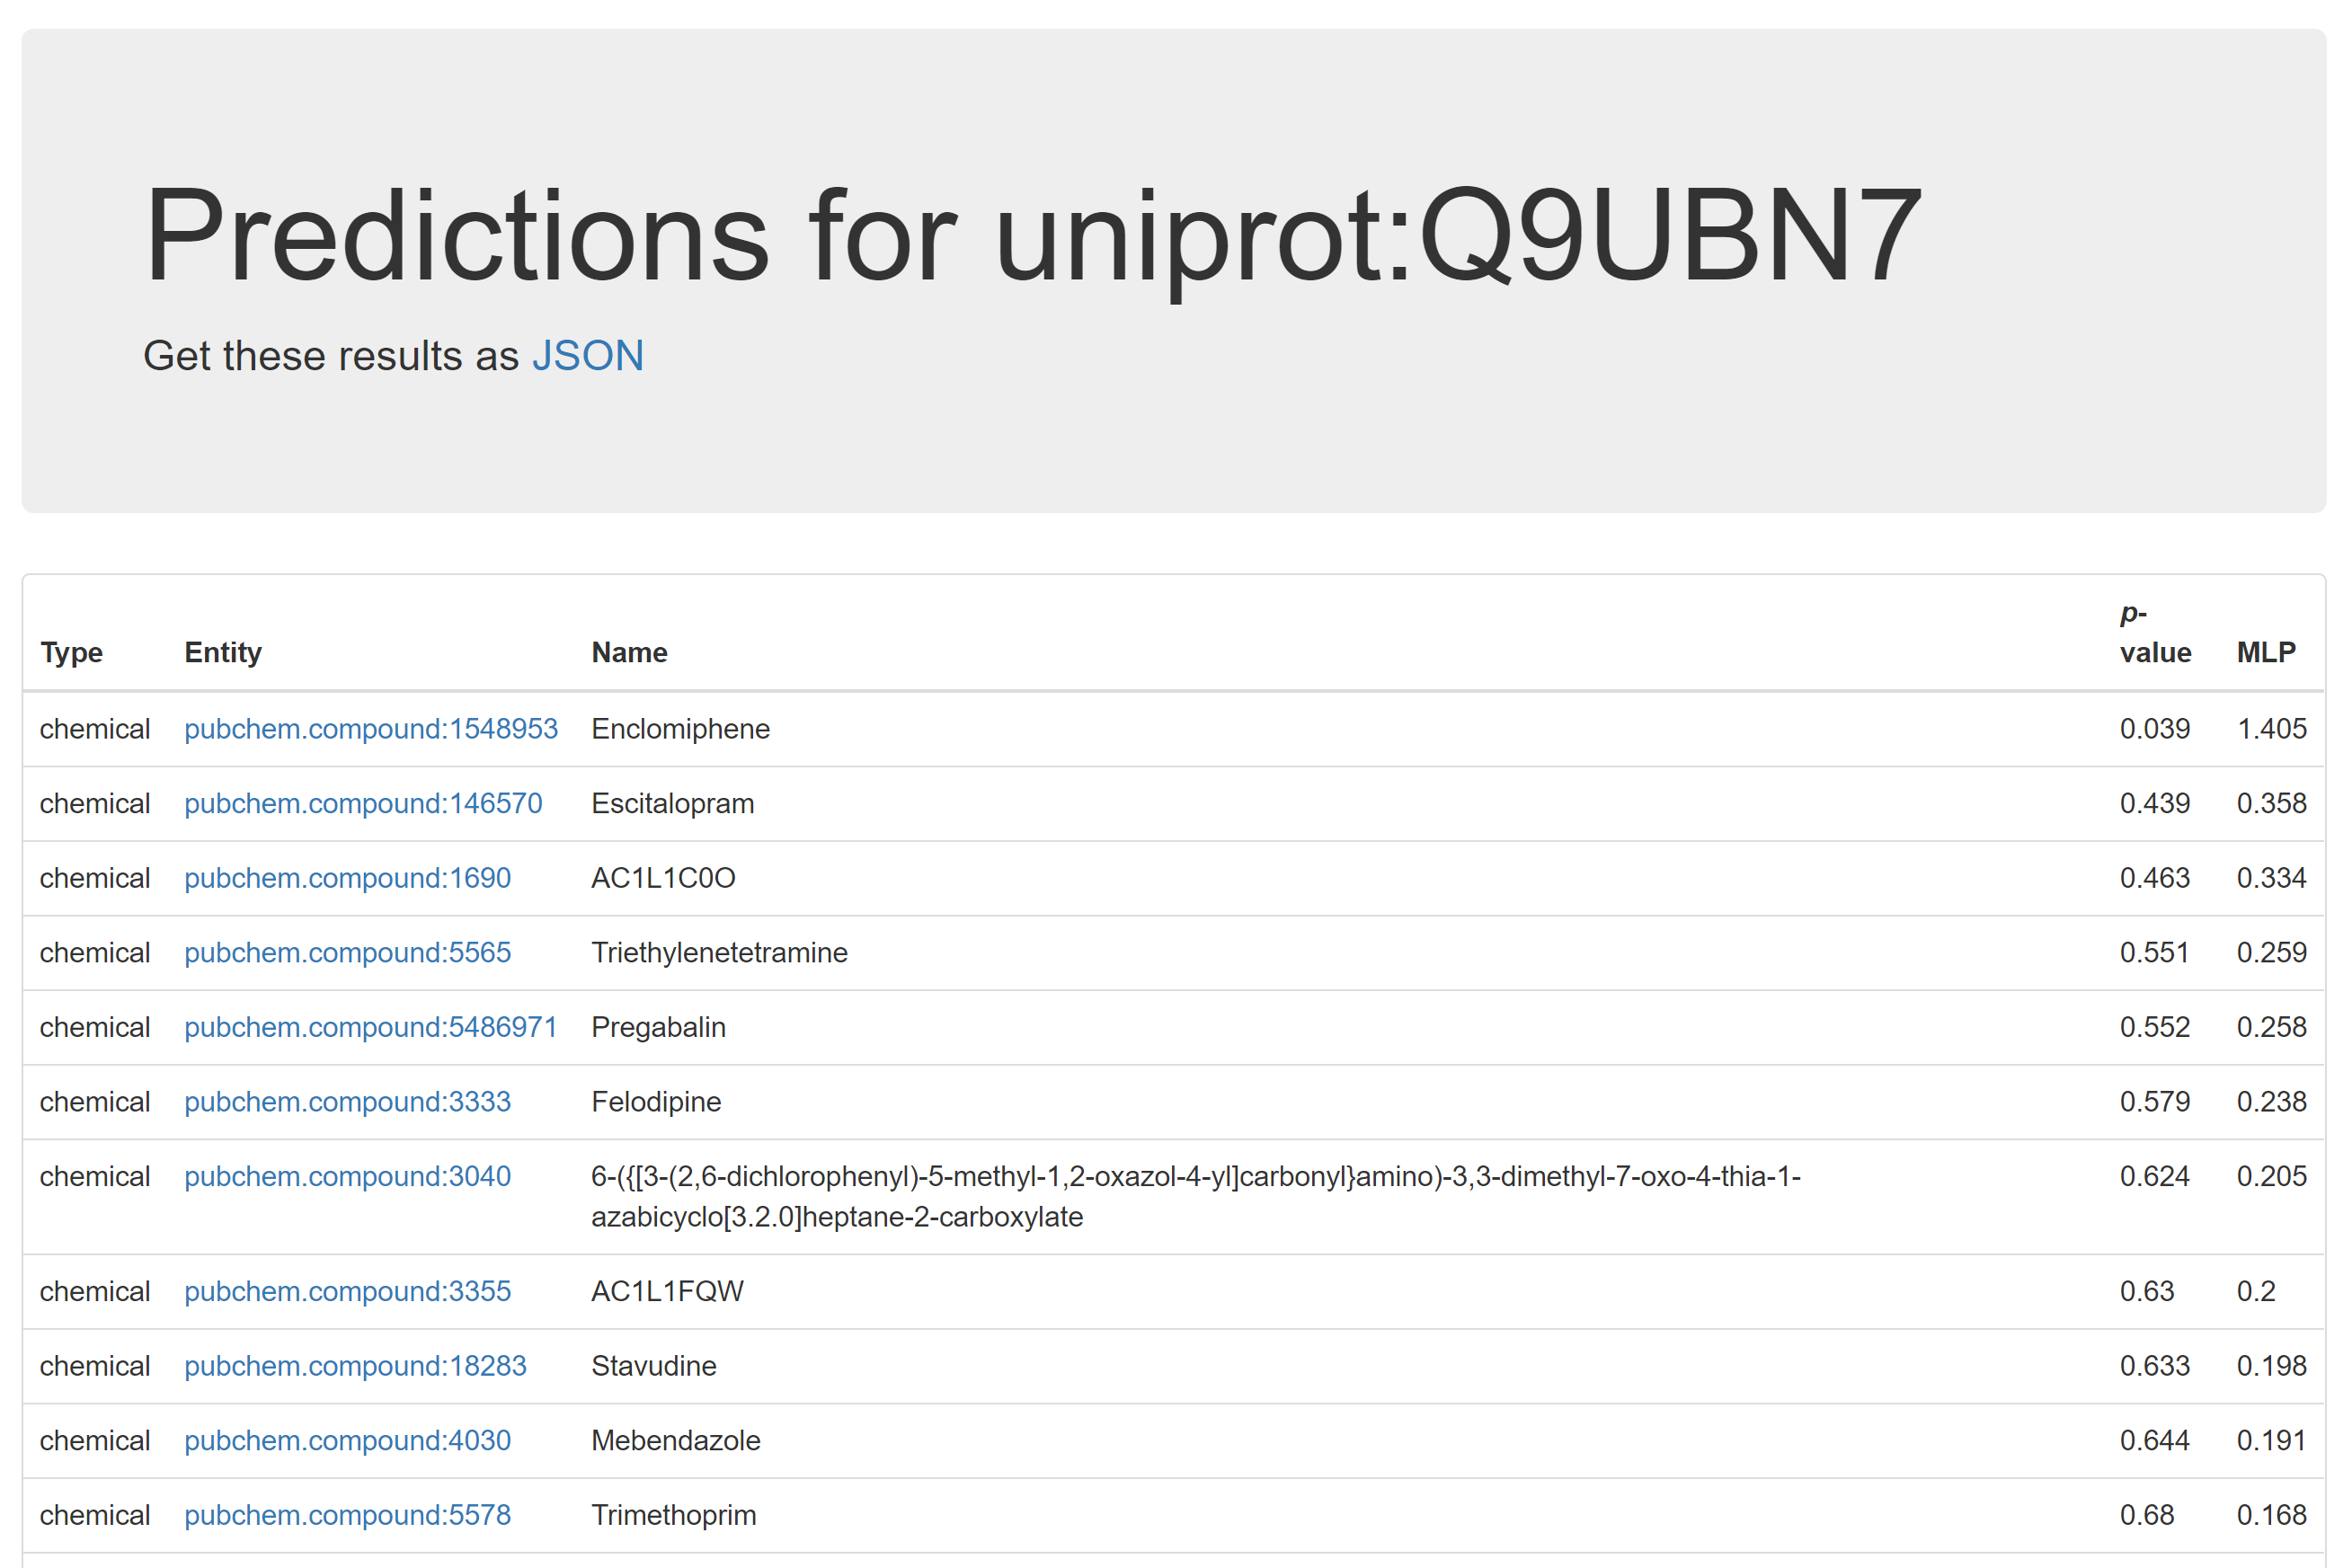 Predictions for uniprot:Q9UBN7
Get these results as JSON
Type Entity Name p-value MLP
chemical pubchem.compound:1548953 Enclomiphene 0.039 1.405
chemical pubchem.compound:146570 Escitalopram 0.439 0.358
chemical pubchem.compound:1690 AC1L1C0O 0.463 0.334
chemical pubchem.compound:5565 Triethylenetetramine 0.551 0.259
chemical pubchem.compound:5486971 Pregabalin 0.552 0.258
chemical pubchem.compound:3333 Felodipine 0.579 0.238
chemical pubchem.compound:3040 6-({[3-(2,6-dichlorophenyl)-5-methyl-1,2-oxazol-4-yl]carbonyl}amino)-3,3-dimethyl-7-oxo-4-thia-1- 0.624 0.205
azabicyclo[3.2.0]heptane-2-carboxylate
chemical pubchem.compound:3355 AC1L1FQW 0.63 0.2
chemical pubchem.compound:18283 Stavudine 0.633 0.198
chemical pubchem.compound:4030 Mebendazole 0.644 0.191
chemical pubchem.compound:5578 Trimethoprim 0.68 0.168